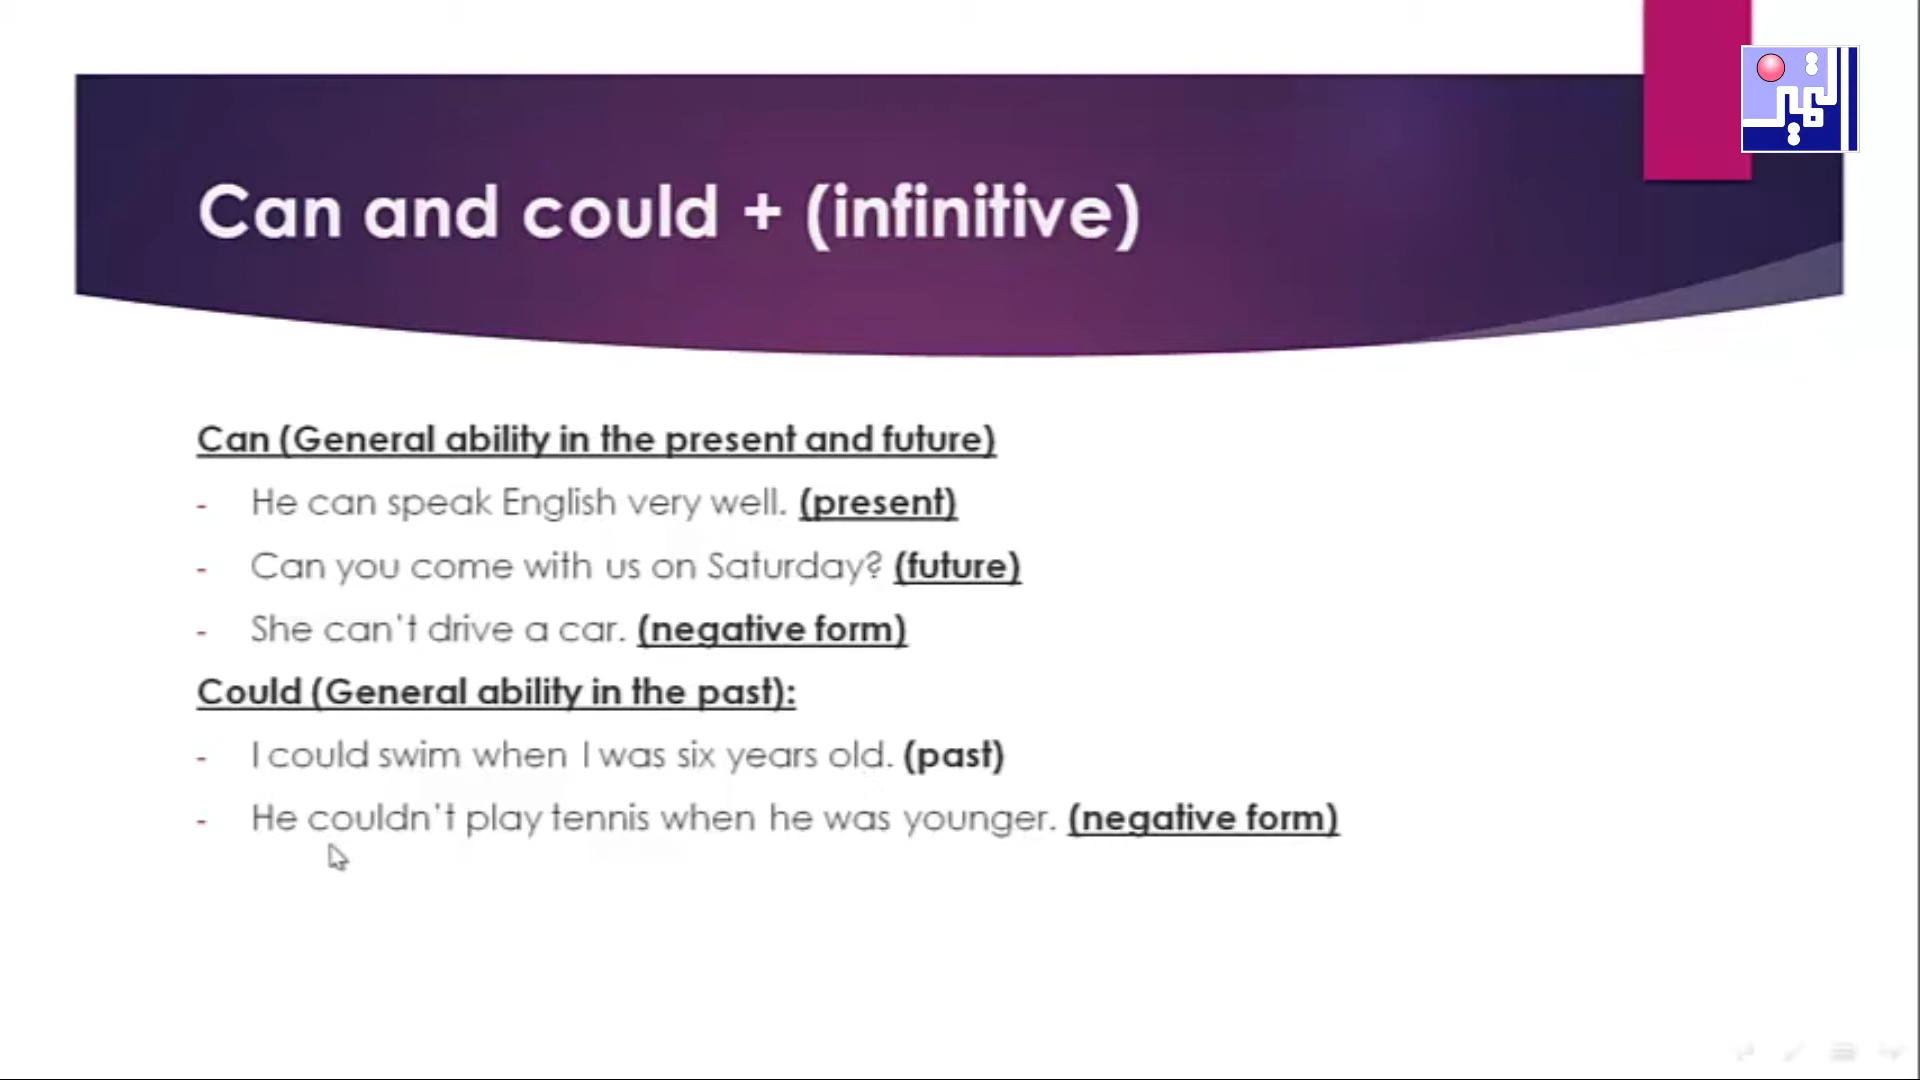 Can and could + (infinitive)
Can (General ability in the present and future)
- He can speak English very well. (present)
- Can you come with us on Saturday? (future)
- She can't drive a car. (negative form)
Could (General ability in the past):
- I could swim when I was six years old. (past)
- He couldn't play tennis when he was younger. (negative form)